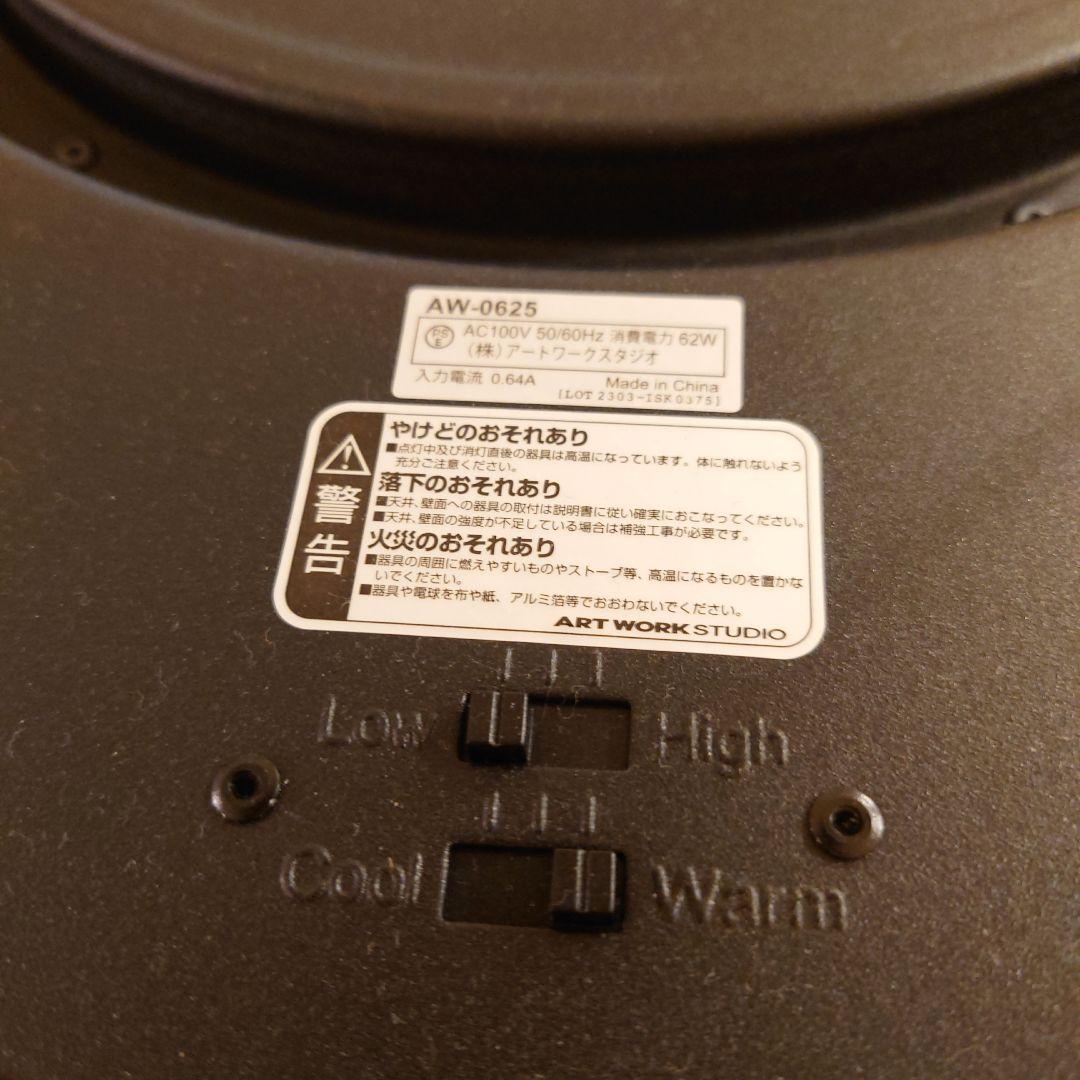 AW-0625
PSE
AC100V 50/60Hz 消費電力 62W
(株)アートワークスタジオ
入力電流 0.64A Made in China
[LOT 2303-ISK0375]
警告
やけどのおそれあり
■点灯中及び消灯直後の器具は高温になっています。体に触れないよう
充分ご注意ください。
落下のおそれあり
■天井、壁面への器具の取付は説明書に従い確実におこなってください。
■天井、壁面の強度が不足している場合は補強工事が必要です。
火災のおそれあり
■器具の周囲に燃えやすいものやストーブ等、高温になるものを置かな
いでください。
■器具や電球を布や紙、アルミ箔等でおおわないでください。
ART WORK STUDIO
Low High
Cool Warm